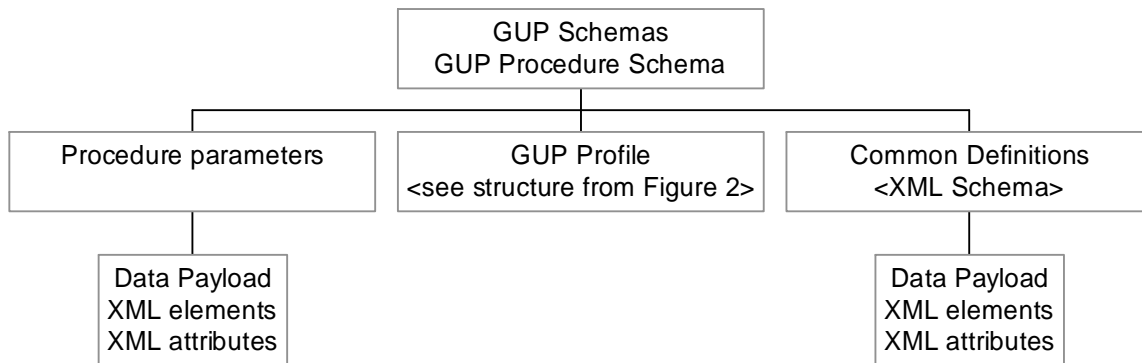 GUP Schemas
GUP Procedure Schema
Procedure parameters
GUP Profile
<see structure from Figure 2>
Common Definitions
<XML Schema>
Data Payload
XML elements
XML attributes
Data Payload
XML elements
XML attributes